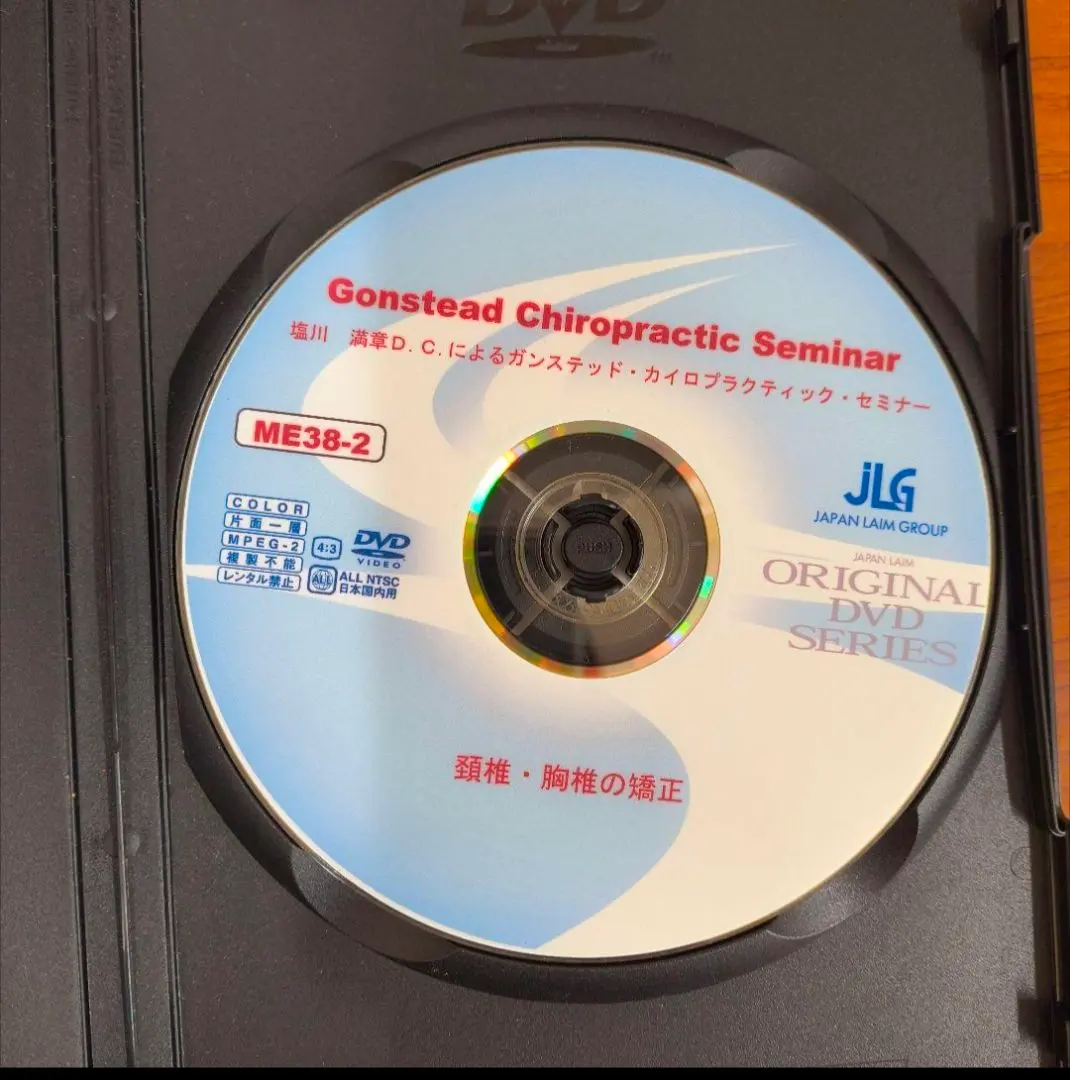 DVD
Gonstead Chiropractic Seminar
塩川 満章D.C.によるガンステッド・カイロプラクティック・セミナー
ME38-2
COLOR
片面一層
MPEG-2
複製不能
レンタル禁止
4:3
DVD
VIDEO
ALL
ALL NTSC
日本国内用
JLG
JAPAN LAIM GROUP
JAPAN LAIM
ORIGINAL
DVD
SERIES
PUSH
頚椎・胸椎の矯正